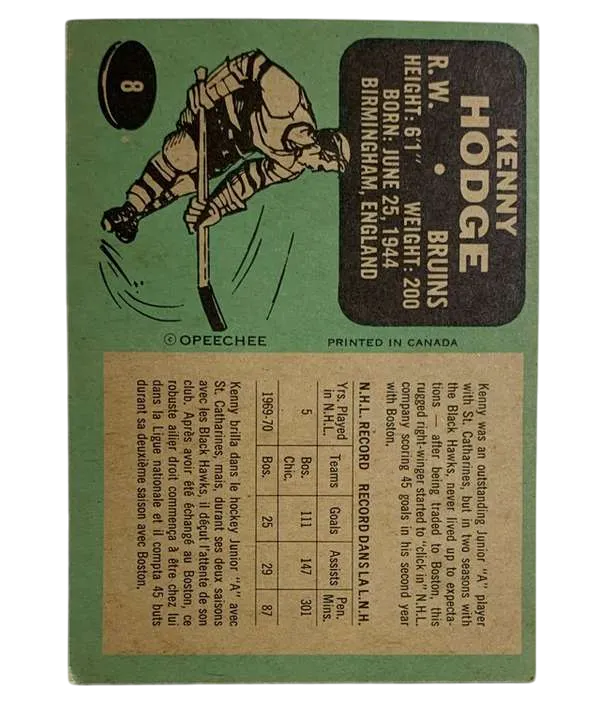 8
KENNY
HODGE
R. W. • BRUINS
HEIGHT: 6'1" WEIGHT: 200
BORN: JUNE 25, 1944
BIRMINGHAM, ENGLAND
© OPEECHEE
PRINTED IN CANADA
Kenny was an outstanding Junior "A" player
with St. Catharines, but in two seasons with
the Black Hawks never lived up to expecta-
tions — after being traded to Boston, this
rugged right-winger started to "click in" N.H.L.
company scoring 45 goals in his second year
with Boston.
N.H.L. RECORD RECORD DANS LA L.N.H.
Yrs. Played in N.H.L. Teams Goals Assists Pen. Mins.
5 Bos. Chic. 111 147 301
1969-70 Bos. 25 29 87
Kenny brilla dans le hockey Junior "A" avec
St. Catharines, mais, durant ses deux saisons
avec les Black Hawks, il déçut l'attente de son
club. Après avoir été échangé au Boston, ce
robuste ailier droit commença à être chez lui
dans la Ligue nationale et il compta 45 buts
durant sa deuxième saison avec Boston.